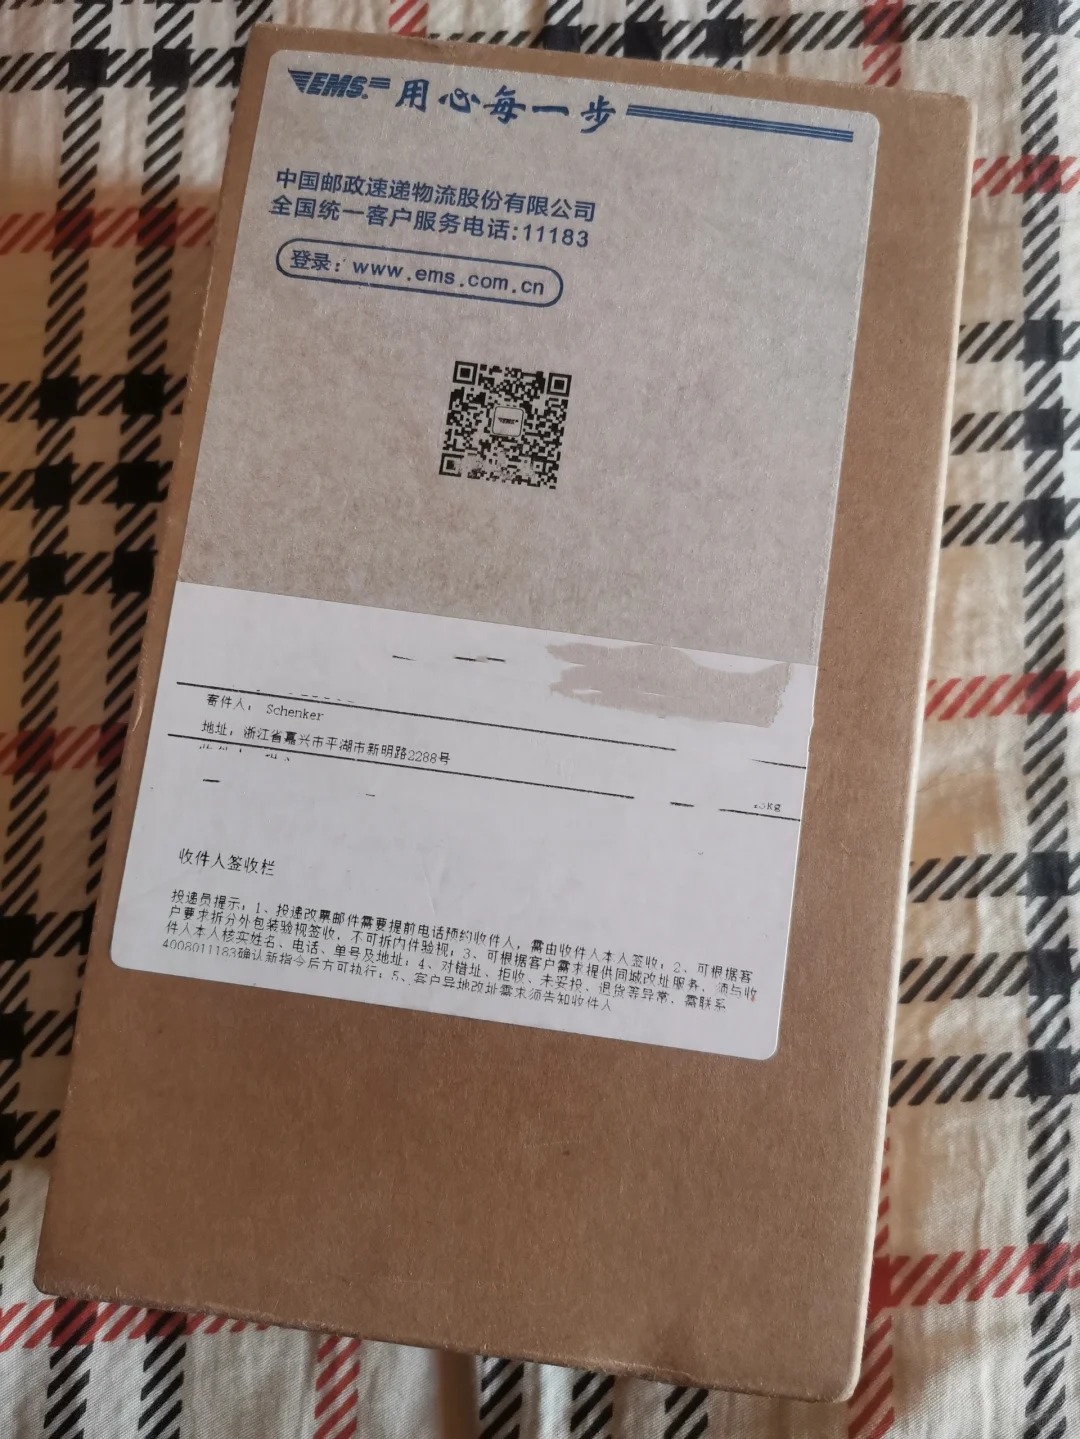 EMS 用心每一步
中国邮政速递物流股份有限公司
全国统一客户服务电话:11183
登录：www.ems.com.cn
寄件人： Schenker
地址：浙江省嘉兴市平湖市新明路2288号
收件人签收栏
投递员提示：1、投递改票邮件需要提前电话预约收件人，需由收件人本人签收；2、可根据客
户要求拆分外包装验视签收，不可拆内件验视；3、可根据客户需求提供同城改址服务，须与收
件人本人核实姓名、电话、单号及地址；4、对错址、拒收、未妥投、退货等异常，需联系
4008011183确认新指令后方可执行；5、客户异地改址需求须告知收件人